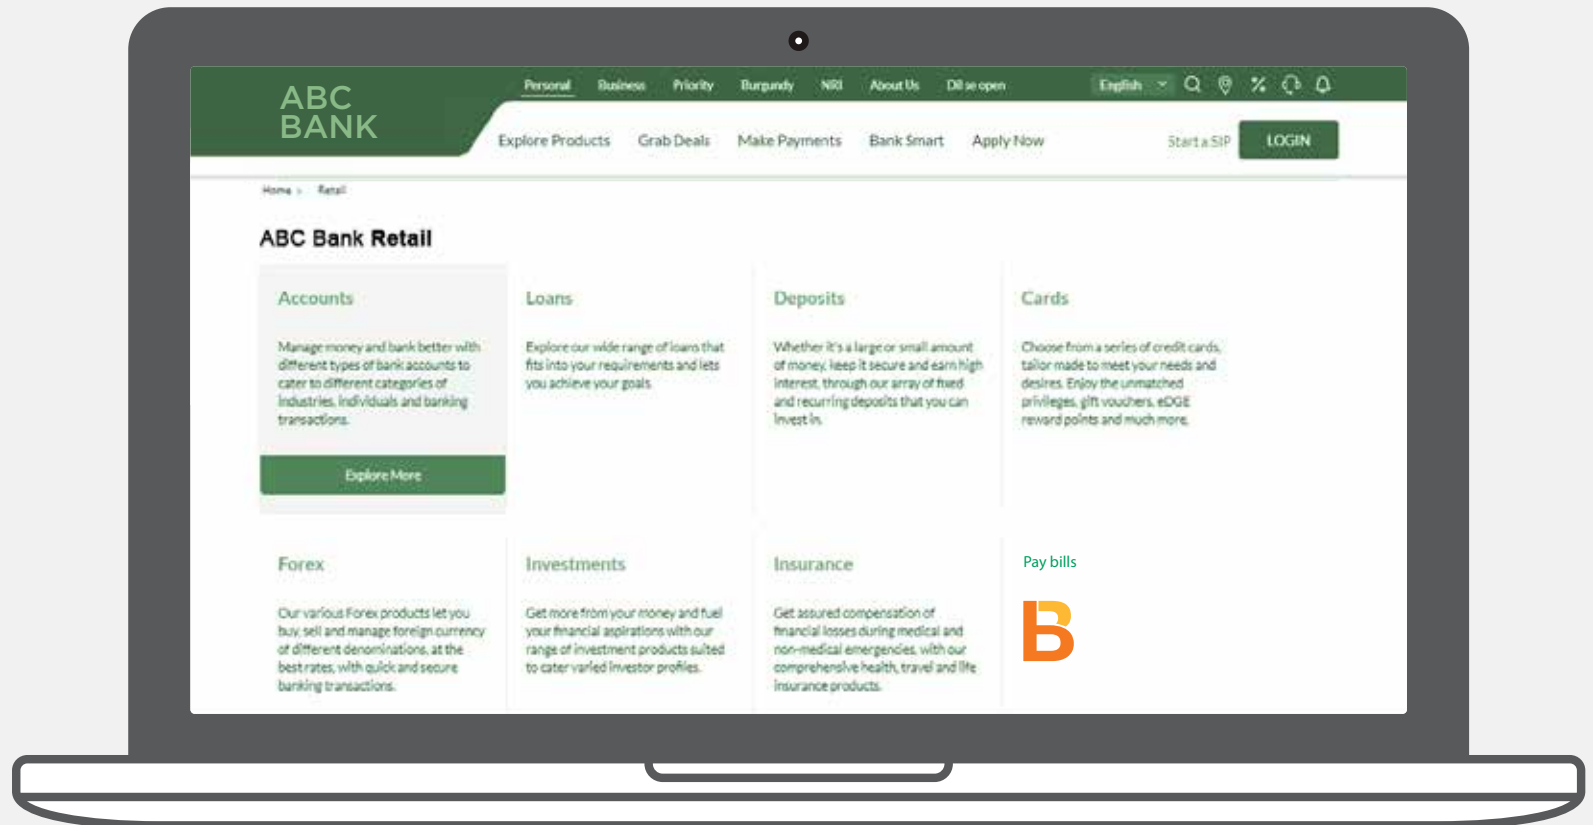 ABC
BANK
Personal Business Priority Burgundy NRI About Us Dil se open English
Explore Products Grab Deals Make Payments Bank Smart Apply Now Start a SIP LOGIN
Home > Retail
ABC Bank Retail
Accounts
Manage money and bank better with
different types of bank accounts to
cater to different categories of
industries, individuals and banking
transactions.
Explore More
Loans
Explore our wide range of loans that
fits into your requirements and lets
you achieve your goals.
Deposits
Whether it's a large or small amount
of money, keep it secure and earn high
interest, through our array of fixed
and recurring deposits that you can
invest in.
Cards
Choose from a series of credit cards,
tailor made to meet your needs and
desires. Enjoy the unmatched
privileges, gift vouchers, eDGE
reward points and much more.
Forex
Our various Forex products let you
buy, sell and manage foreign currency
of different denominations, at the
best rates, with quick and secure
banking transactions.
Investments
Get more from your money and fuel
your financial aspirations with our
range of investment products suited
to cater varied investor profiles.
Insurance
Get assured compensation of
financial losses during medical and
non-medical emergencies, with our
comprehensive health, travel and life
insurance products.
Pay bills
B